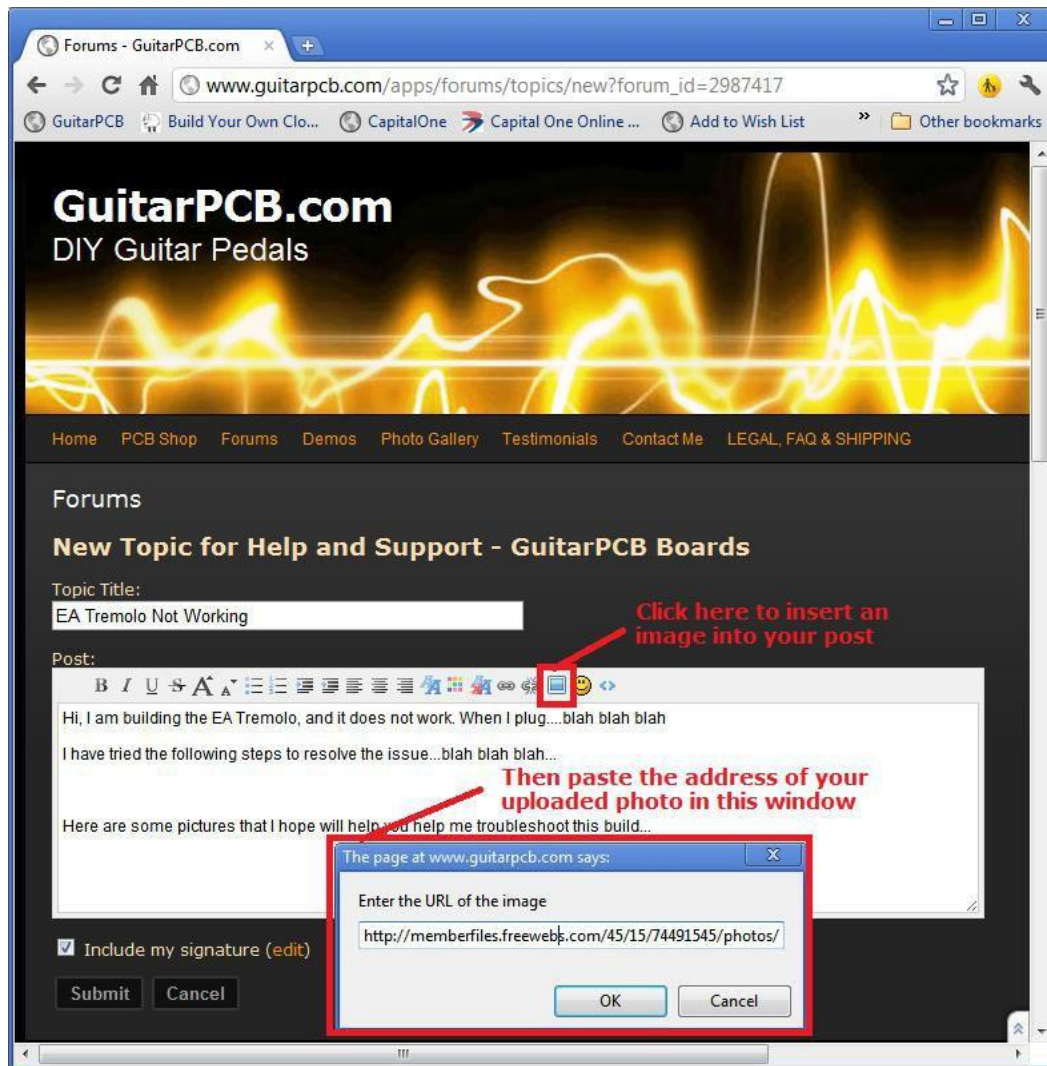 Forums - GuitarPCB.com
www.guitarpcb.com/apps/forums/topics/new?forum_id=2987417
GuitarPCB Build Your Own Clo... CapitalOne Capital One Online ... Add to Wish List » Other bookmarks
GuitarPCB.com
DIY Guitar Pedals
Home PCB Shop Forums Demos Photo Gallery Testimonials Contact Me LEGAL, FAQ & SHIPPING
Forums
New Topic for Help and Support - GuitarPCB Boards
Topic Title:
EA Tremolo Not Working
Click here to insert an
image into your post
Post:
B I U S A A
Hi, I am building the EA Tremolo, and it does not work. When I plug....blah blah blah
I have tried the following steps to resolve the issue...blah blah blah...
Then paste the address of your
uploaded photo in this window
Here are some pictures that I hope will help you help me troubleshoot this build...
The page at www.guitarpcb.com says:
Enter the URL of the image
http://memberfiles.freewebs.com/45/15/74491545/photos/
OK Cancel
Include my signature (edit)
Submit Cancel